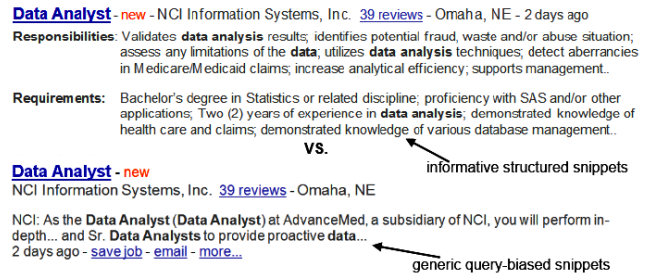 Data Analyst - new - NCI Information Systems, Inc. 39 reviews - Omaha, NE - 2 days ago
Responsibilities: Validates data analysis results; identifies potential fraud, waste and/or abuse situation;
assess any limitations of the data; utilizes data analysis techniques; detect aberrancies
in Medicare/Medicaid claims; increase analytical efficiency; supports management..
Requirements: Bachelor's degree in Statistics or related discipline; proficiency with SAS and/or other
applications; Two (2) years of experience in data analysis; demonstrated knowledge of
health care and claims; demonstrated knowledge of various database management..
VS.
informative structured snippets
Data Analyst - new
NCI Information Systems, Inc. 39 reviews - Omaha, NE
NCI: As the Data Analyst (Data Analyst) at AdvanceMed, a subsidiary of NCI, you will perform in-
depth... and Sr. Data Analysts to provide proactive data...
2 days ago - save job - email - more...
generic query-biased snippets